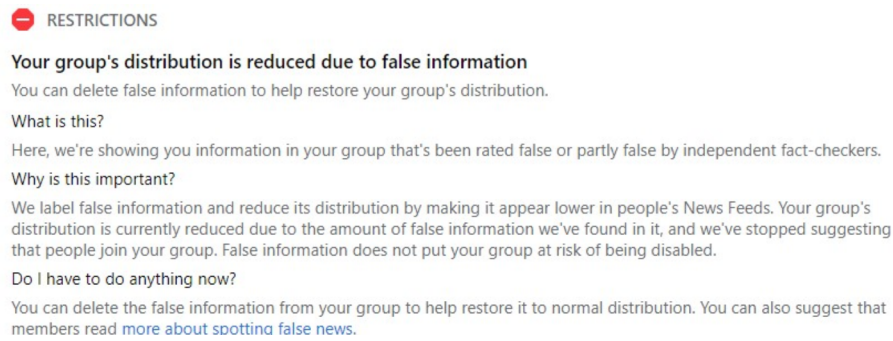 RESTRICTIONS
Your group's distribution is reduced due to false information
You can delete false information to help restore your group's distribution.
What is this?
Here, we're showing you information in your group that's been rated false or partly false by independent fact-checkers.
Why is this important?
We label false information and reduce its distribution by making it appear lower in people's News Feeds. Your group's
distribution is currently reduced due to the amount of false information we've found in it, and we've stopped suggesting
that people join your group. False information does not put your group at risk of being disabled.
Do I have to do anything now?
You can delete the false information from your group to help restore it to normal distribution. You can also suggest that
members read more about spotting false news.